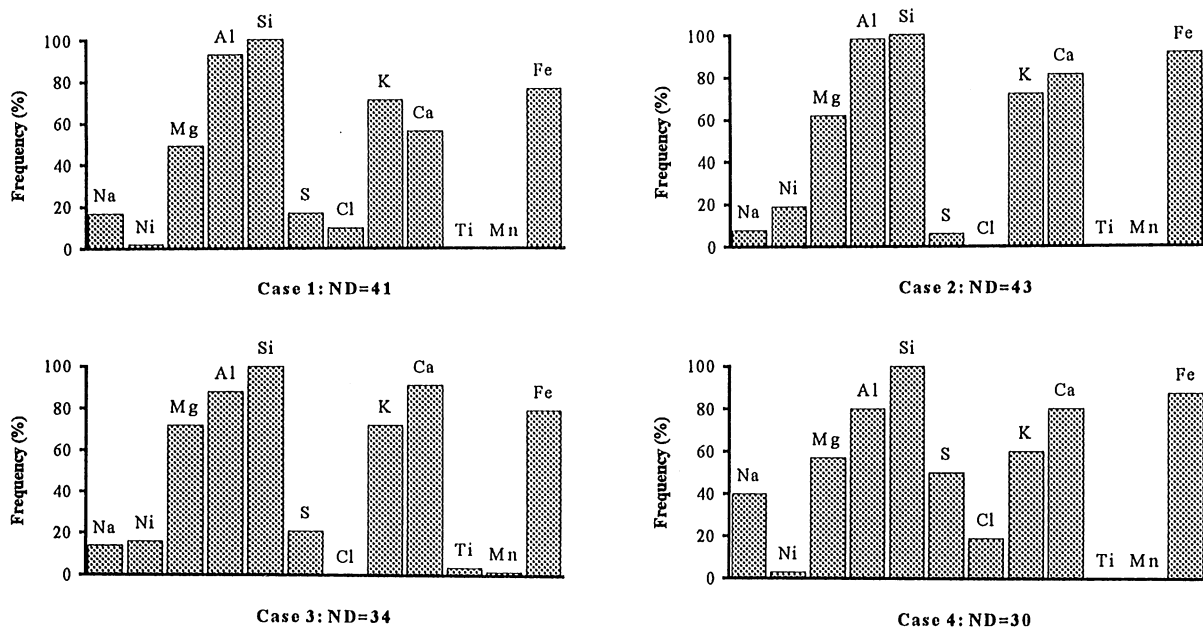 Frequency (%)
100
80
60
40
20
0
Na
Ni
Mg
Al
Si
S
Cl
K
Ca
Ti
Mn
Fe
Case 1: ND=41
Frequency (%)
100
80
60
40
20
0
Na
Ni
Mg
Al
Si
S
Cl
K
Ca
Ti
Mn
Fe
Case 2: ND=43
Frequency (%)
100
80
60
40
20
0
Na
Ni
Mg
Al
Si
S
Cl
K
Ca
Ti
Mn
Fe
Case 3: ND=34
Frequency (%)
100
80
60
40
20
0
Na
Ni
Mg
Al
Si
S
Cl
K
Ca
Ti
Mn
Fe
Case 4: ND=30